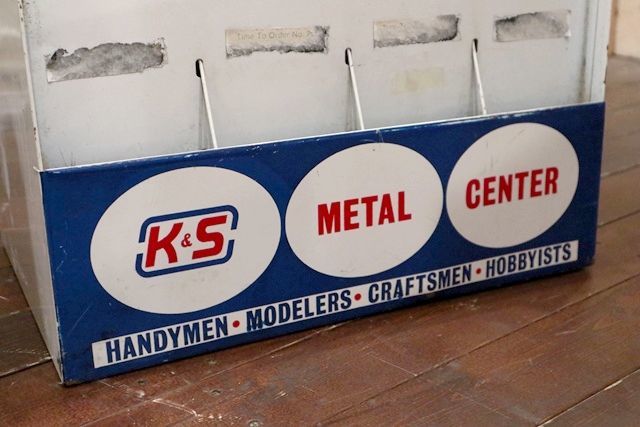 Time To Order No.
K&S
METAL
CENTER
HANDYMEN • MODELERS • CRAFTSMEN • HOBBYISTS